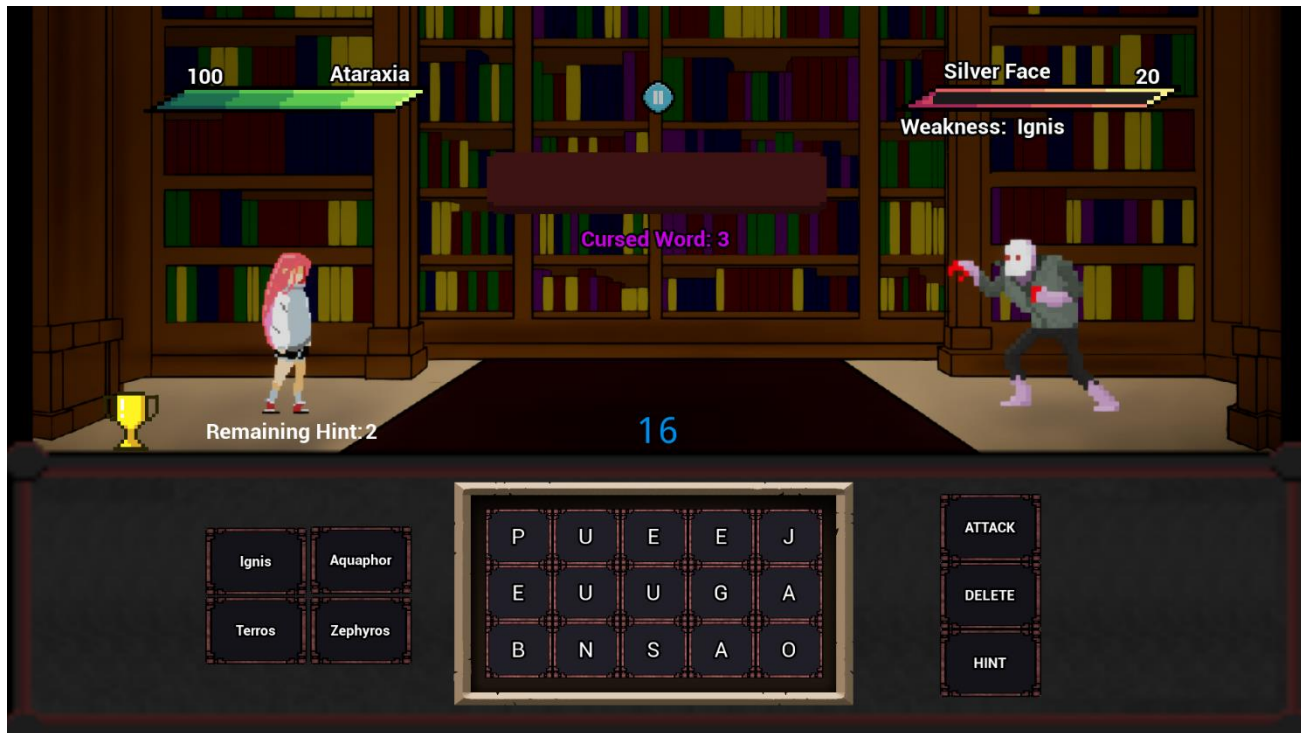 100 Ataraxia
Silver Face 20
Weakness: Ignis
Cursed Word: 3
Remaining Hint:2
16
Ignis Aquaphor
Terros Zephyros
P U E E J
E U U G A
B N S A O
ATTACK
DELETE
HINT